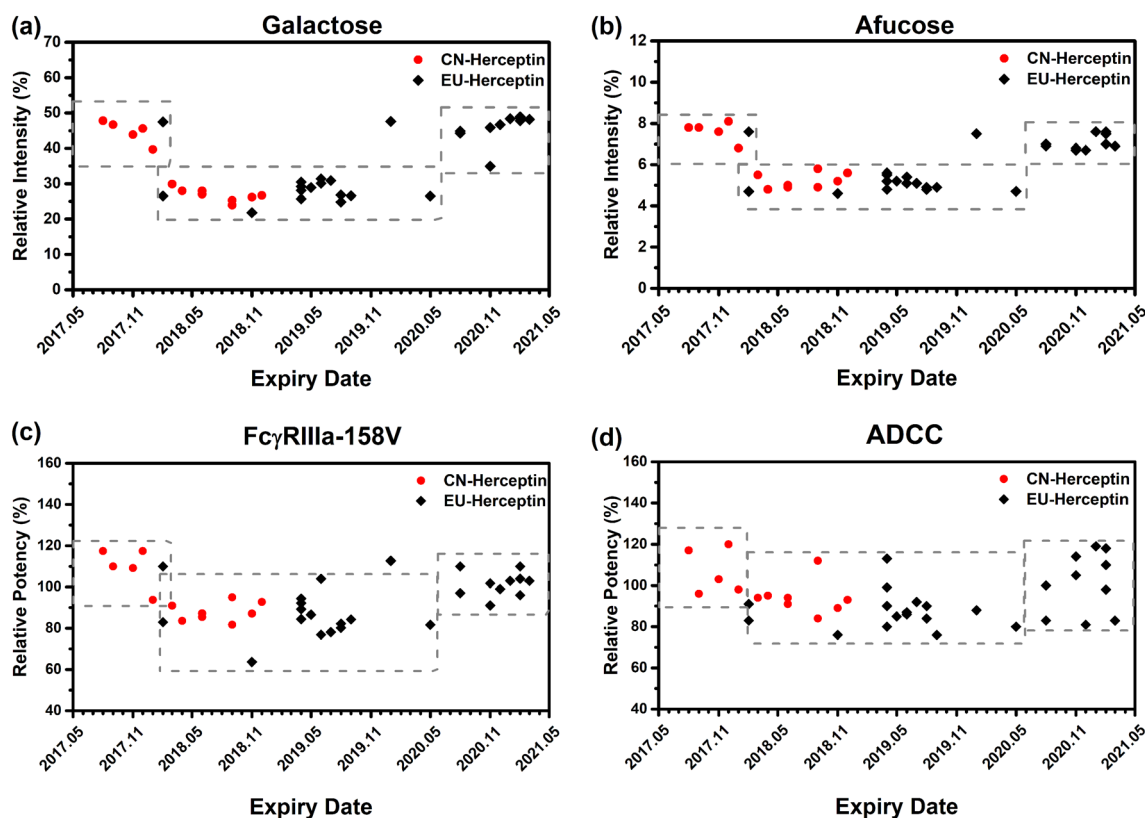 (a) Galactose
Relative Intensity (%)
70
60
50
40
30
20
10
0
CN-Herceptin
EU-Herceptin
2017.05 2017.11 2018.05 2018.11 2019.05 2019.11 2020.05 2020.11 2021.05
Expiry Date
(b) Afucose
Relative Intensity (%)
12
10
8
6
4
2
0
CN-Herceptin
EU-Herceptin
2017.05 2017.11 2018.05 2018.11 2019.05 2019.11 2020.05 2020.11 2021.05
Expiry Date
(c) FcγRIIIa-158V
Relative Potency (%)
160
140
120
100
80
60
40
CN-Herceptin
EU-Herceptin
2017.05 2017.11 2018.05 2018.11 2019.05 2019.11 2020.05 2020.11 2021.05
Expiry Date
(d) ADCC
Relative Potency (%)
160
140
120
100
80
60
40
CN-Herceptin
EU-Herceptin
2017.05 2017.11 2018.05 2018.11 2019.05 2019.11 2020.05 2020.11 2021.05
Expiry Date